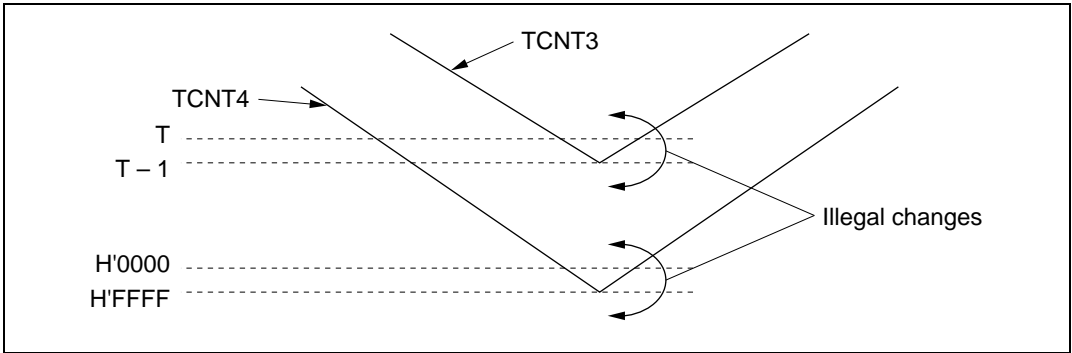 TCNT3
TCNT4
T
T – 1
Illegal changes
H'0000
H'FFFF